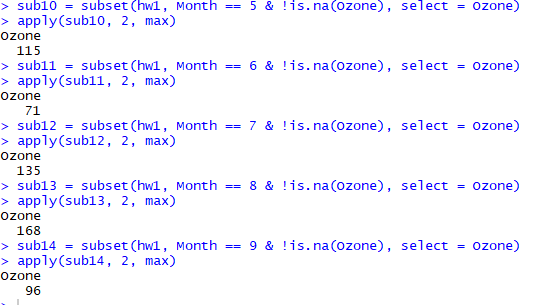 > sub10 = subset(hw1, Month == 5 & !is.na(Ozone), select = Ozone)
> apply(sub10, 2, max)
Ozone
  115
> sub11 = subset(hw1, Month == 6 & !is.na(Ozone), select = Ozone)
> apply(sub11, 2, max)
Ozone
   71
> sub12 = subset(hw1, Month == 7 & !is.na(Ozone), select = Ozone)
> apply(sub12, 2, max)
Ozone
  135
> sub13 = subset(hw1, Month == 8 & !is.na(Ozone), select = Ozone)
> apply(sub13, 2, max)
Ozone
  168
> sub14 = subset(hw1, Month == 9 & !is.na(Ozone), select = Ozone)
> apply(sub14, 2, max)
Ozone
   96
>